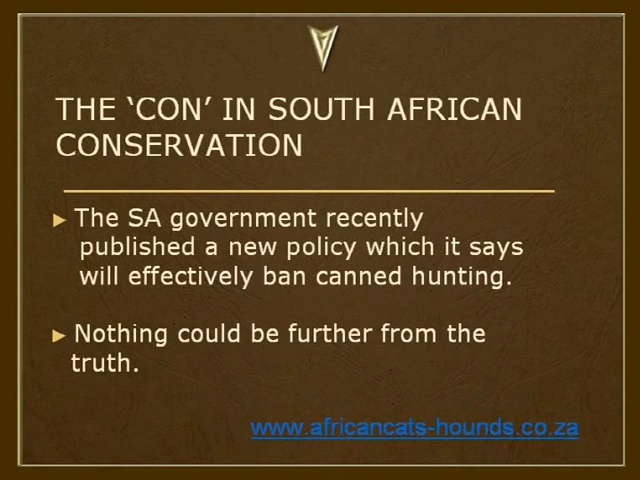 THE ‘CON’ IN SOUTH AFRICAN
CONSERVATION
► The SA government recently
published a new policy which it says
will effectively ban canned hunting.
► Nothing could be further from the
truth.
www.africancats-hounds.co.za